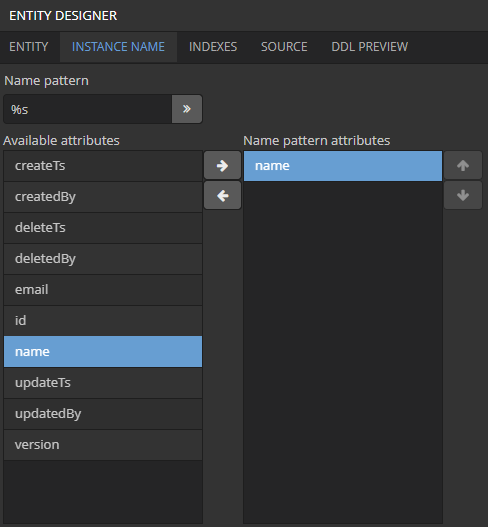 ENTITY DESIGNER
ENTITY INSTANCE NAME INDEXES SOURCE DDL PREVIEW
Name pattern
%s
Available attributes
createTs
createdBy
deleteTs
deletedBy
email
id
name
updateTs
updatedBy
version
Name pattern attributes
name